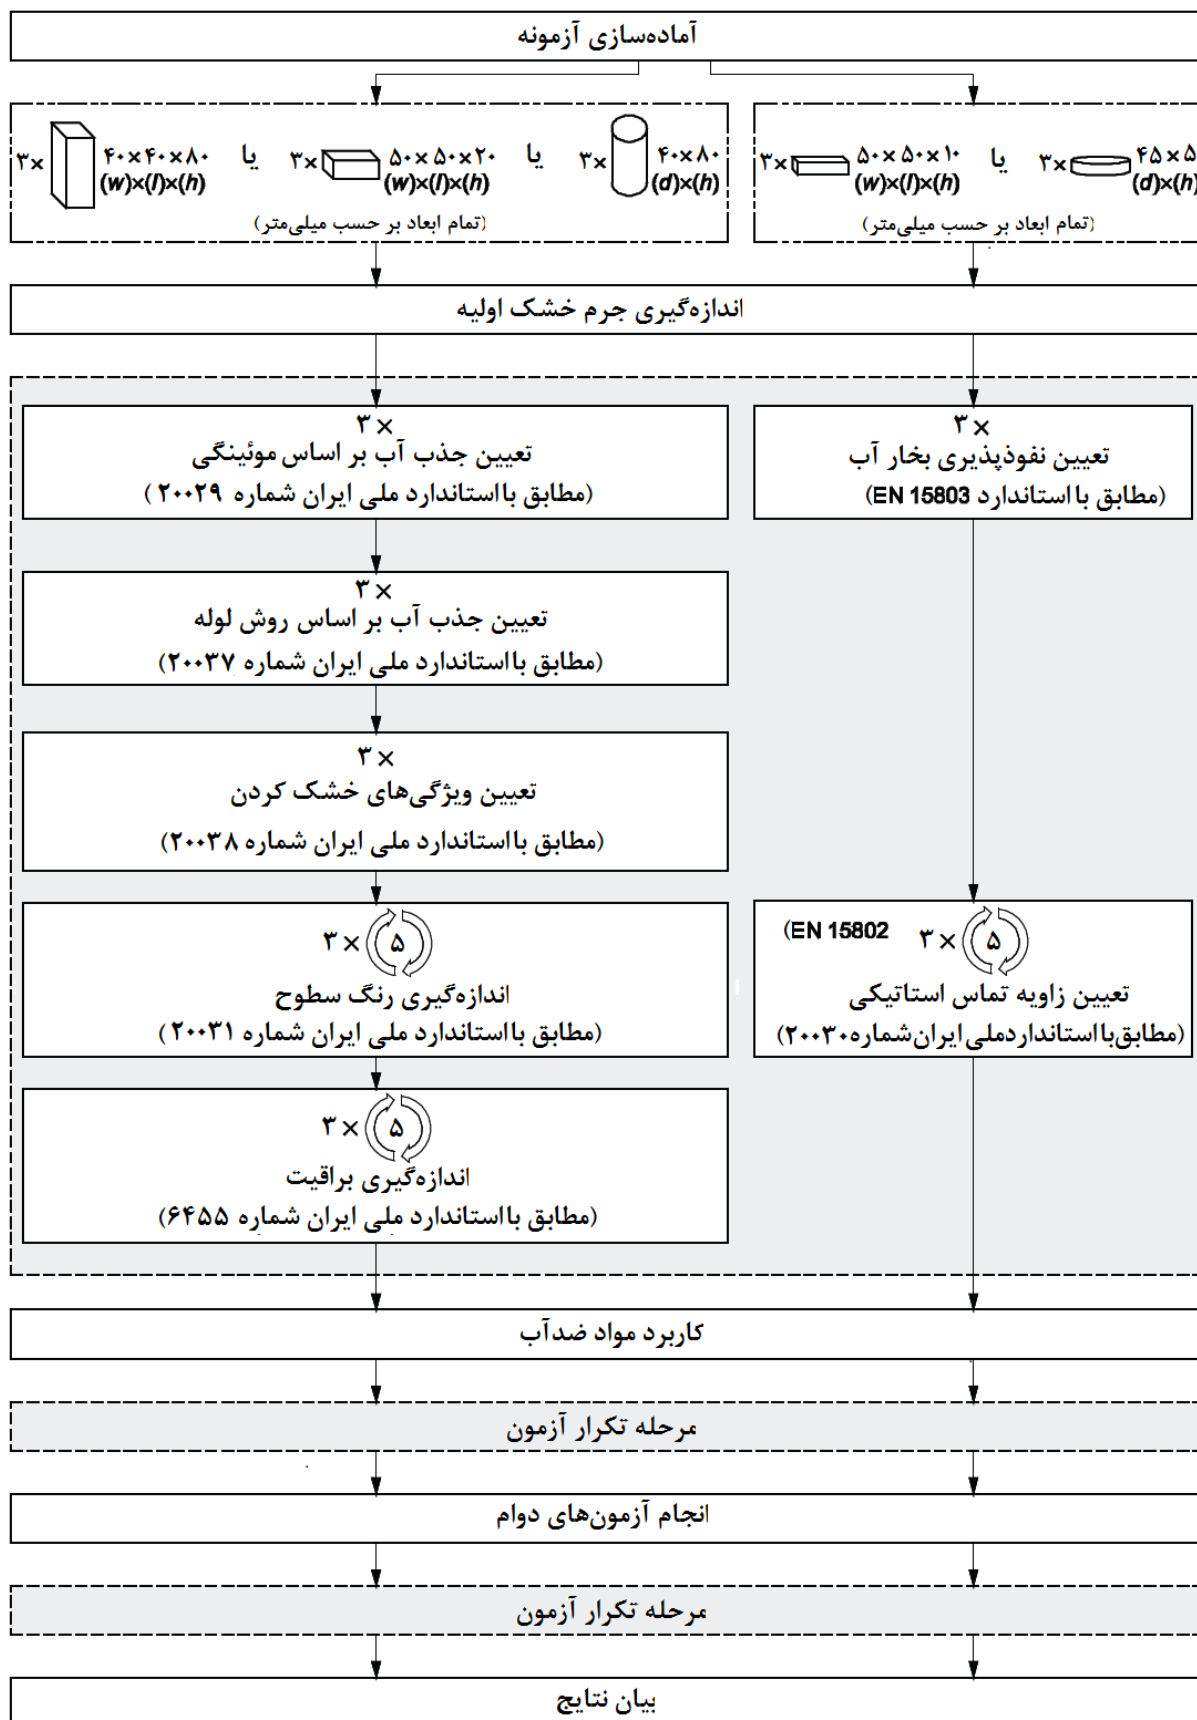 آماده‌سازی آزمونه
۳× ۴۰×۴۰×۸۰ یا ۳× ۵۰×۵۰×۲۰ یا ۳× ۴۰×۸۰
(w)×(l)×(h) (w)×(l)×(h) (d)×(h)
(تمام ابعاد بر حسب میلی‌متر)
۳× ۵۰×۵۰×۱۰ یا ۳× ۴۵×۵
(w)×(l)×(h) (d)×(h)
(تمام ابعاد بر حسب میلی‌متر)
اندازه‌گیری جرم خشک اولیه
۳×
تعیین جذب آب بر اساس موئینگی
(مطابق با استاندارد ملی ایران شماره ۲۰۰۲۹)
۳×
تعیین جذب آب بر اساس روش لوله
(مطابق با استاندارد ملی ایران شماره ۲۰۰۳۷)
۳×
تعیین ویژگی‌های خشک کردن
(مطابق با استاندارد ملی ایران شماره ۲۰۰۳۸)
۳× ۵
اندازه‌گیری رنگ سطوح
(مطابق با استاندارد ملی ایران شماره ۲۰۰۳۱)
۳× ۵
اندازه‌گیری براقیت
(مطابق با استاندارد ملی ایران شماره ۶۴۵۵)
۳×
تعیین نفوذپذیری بخار آب
(مطابق با استاندارد EN 15803)
(EN 15802 ۳× ۵
تعیین زاویه تماس استاتیکی
(مطابق با استاندارد ملی ایران شماره ۲۰۰۳۰)
کاربرد مواد ضدآب
مرحله تکرار آزمون
انجام آزمون‌های دوام
مرحله تکرار آزمون
بیان نتایج